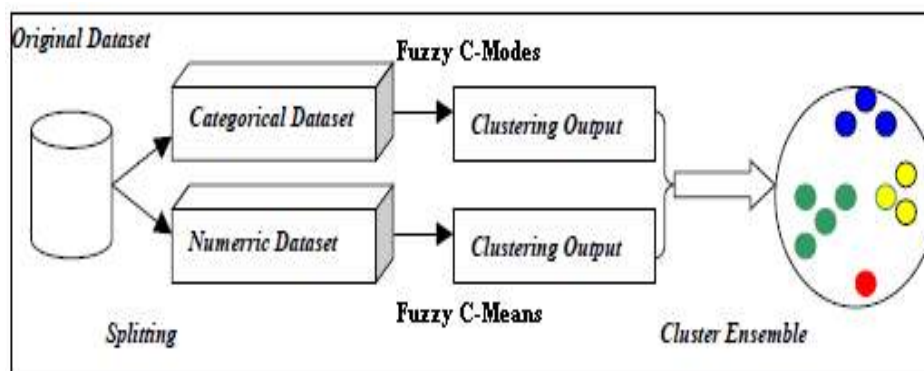 Original Dataset
Fuzzy C-Modes
Categorical Dataset
Clustering Output
Numerric Dataset
Clustering Output
Fuzzy C-Means
Splitting
Cluster Ensemble